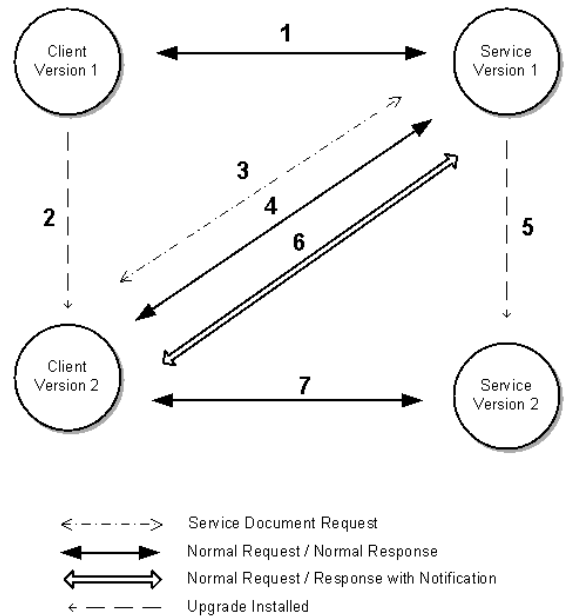 1
Client
Version 1
Service
Version 1
3
4
2
6
5
Client
Version 2
7
Service
Version 2
Service Document Request
Normal Request / Normal Response
Normal Request / Response with Notification
Upgrade Installed